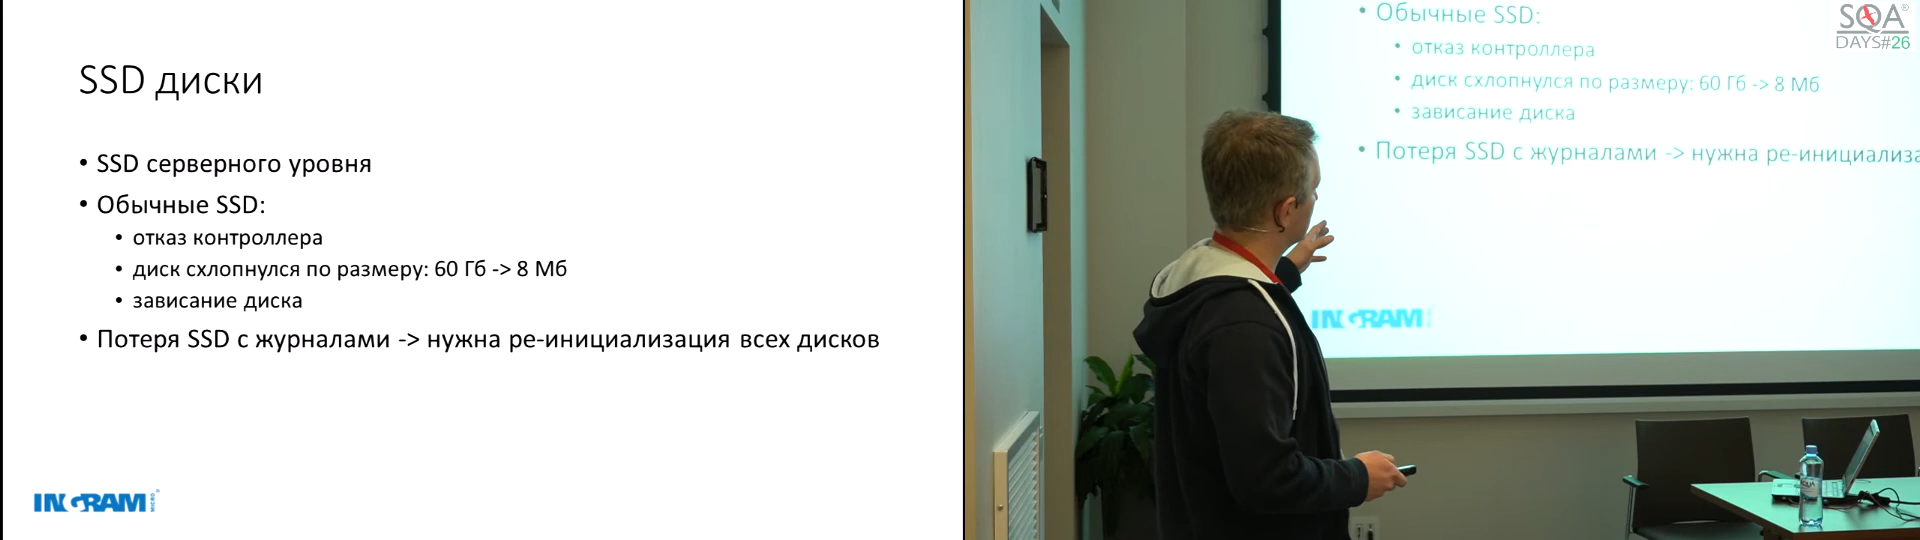 SSD диски
• SSD серверного уровня
• Обычные SSD:
• отказ контроллера
• диск схлопнулся по размеру: 60 Гб -> 8 Мб
• зависание диска
• Потеря SSD с журналами -> нужна ре-инициализация всех дисков
INGRAM MICRO
• Обычные SSD:
• отказ контроллера
• диск схлопнулся по размеру: 60 Гб -> 8 Мб
• зависание диска
• Потеря SSD с журналами -> нужна ре-инициализа
INGRAM
SQA®
DAYS#26